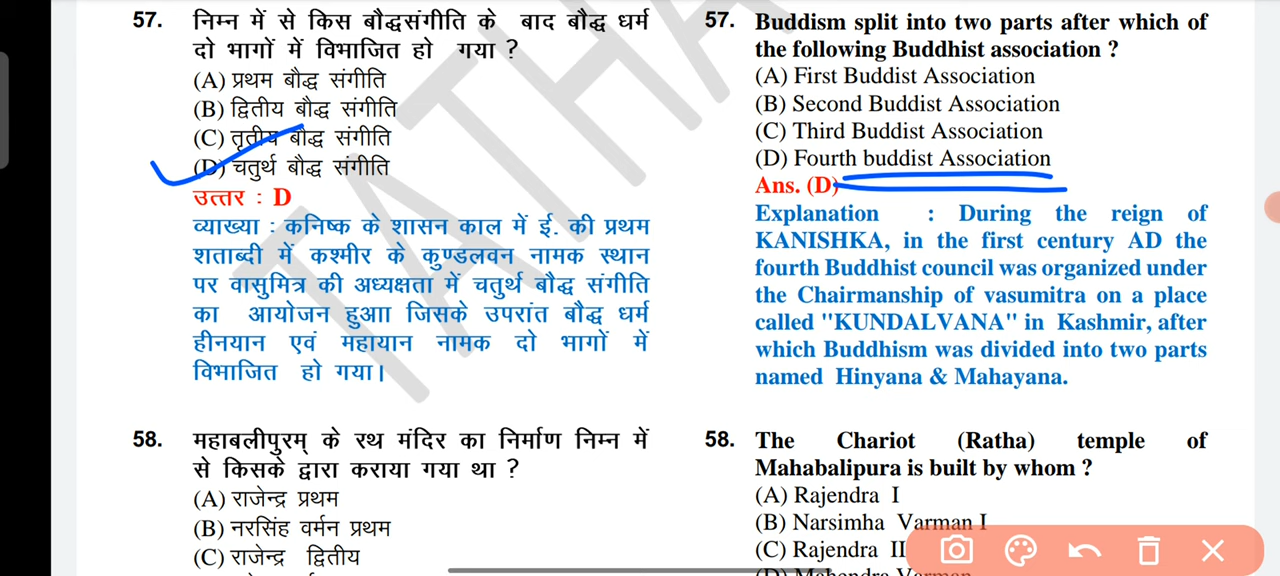 57. निम्न में से किस बौद्धसंगीति के बाद बौद्ध धर्म
दो भागों में विभाजित हो गया ?
(A) प्रथम बौद्ध संगीति
(B) द्वितीय बौद्ध संगीति
(C) तृतीय बौद्ध संगीति
(D) चतुर्थ बौद्ध संगीति
उत्तर : D
व्याख्या : कनिष्क के शासन काल में ई. की प्रथम
शताब्दी में कश्मीर के कुण्डलवन नामक स्थान
पर वासुमित्र की अध्यक्षता में चतुर्थ बौद्ध संगीति
का आयोजन हुआा जिसके उपरांत बौद्ध धर्म
हीनयान एवं महायान नामक दो भागों में
विभाजित हो गया।
58. महाबलीपुरम् के रथ मंदिर का निर्माण निम्न में
से किसके द्वारा कराया गया था ?
(A) राजेन्द्र प्रथम
(B) नरसिंह वर्मन प्रथम
(C) राजेन्द्र द्वितीय
57. Buddism split into two parts after which of
the following Buddhist association ?
(A) First Buddist Association
(B) Second Buddist Association
(C) Third Buddist Association
(D) Fourth buddist Association
Ans. (D)
Explanation : During the reign of
KANISHKA, in the first century AD the
fourth Buddhist council was organized under
the Chairmanship of vasumitra on a place
called "KUNDALVANA" in Kashmir, after
which Buddhism was divided into two parts
named Hinyana & Mahayana.
58. The Chariot (Ratha) temple of
Mahabalipura is built by whom ?
(A) Rajendra I
(B) Narsimha Varman I
(C) Rajendra II
(D) Mahendra Varman